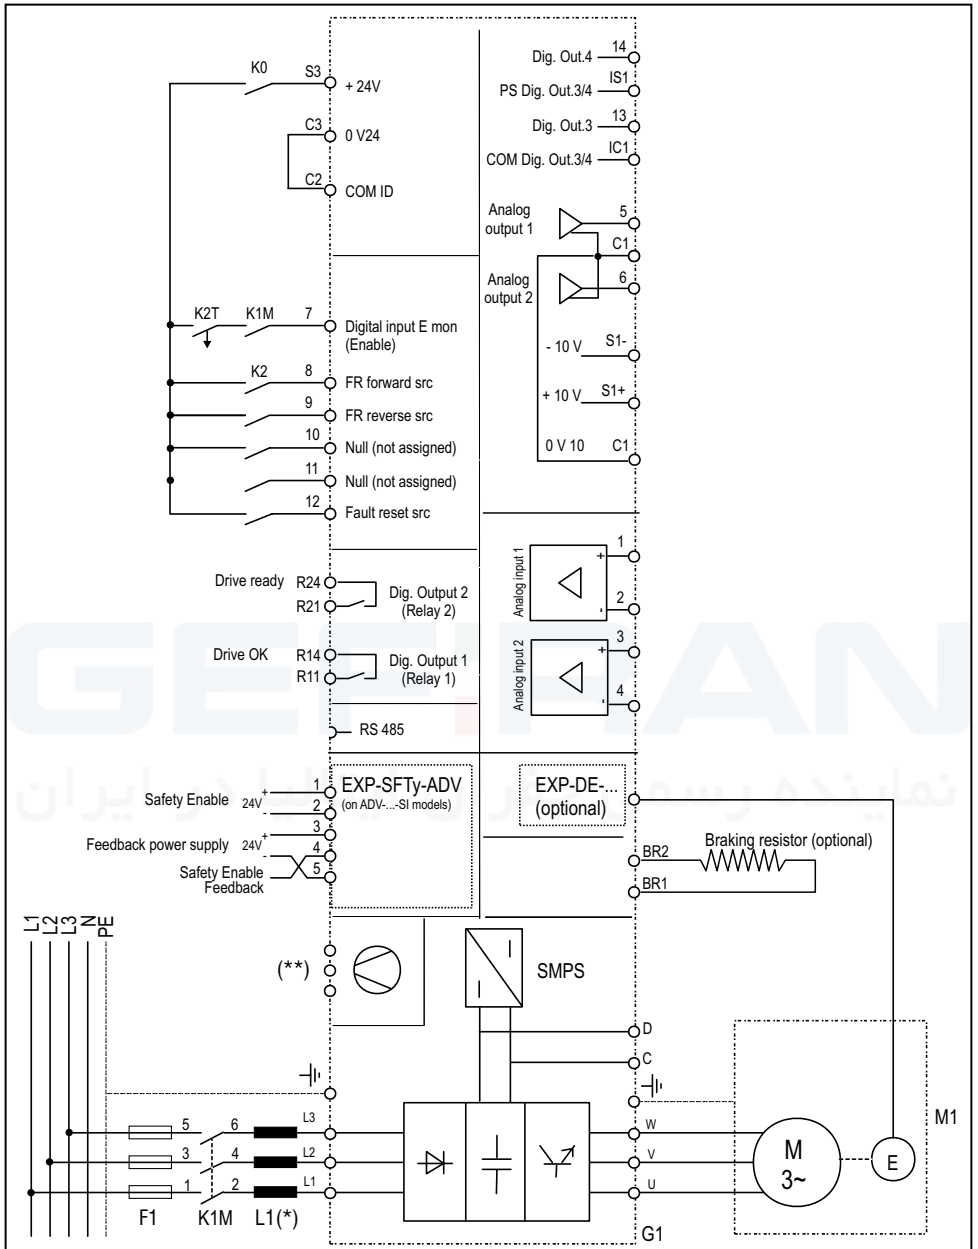 K0
S3
+ 24V
C3
0 V24
C2
COM ID
K2T
K1M
7
Digital input E mon
(Enable)
K2
8
FR forward src
9
FR reverse src
10
Null (not assigned)
11
Null (not assigned)
12
Fault reset src
Drive ready
R24
R21
Dig. Output 2
(Relay 2)
Drive OK
R14
R11
Dig. Output 1
(Relay 1)
RS 485
Dig. Out.4
14
PS Dig. Out.3/4
IS1
Dig. Out.3
13
COM Dig. Out.3/4
IC1
Analog
output 1
5
C1
Analog
output 2
6
- 10 V
S1-
+ 10 V
S1+
0 V 10
C1
Analog input 1
+
1
-
2
Analog input 2
+
3
-
4
GEFRAN
Safety Enable
24V
+
-
1
2
EXP-SFTy-ADV
(on ADV-...-SI models)
Feedback power supply
24V
+
-
3
4
Safety Enable
Feedback
5
EXP-DE-...
(optional)
Braking resistor (optional)
BR2
BR1
L1
L2
L3
N
PE
(**)
SMPS
D
C
5
6
L3
3
4
L2
1
2
L1
F1
K1M
L1(*)
W
V
U
M
3~
E
M1
G1